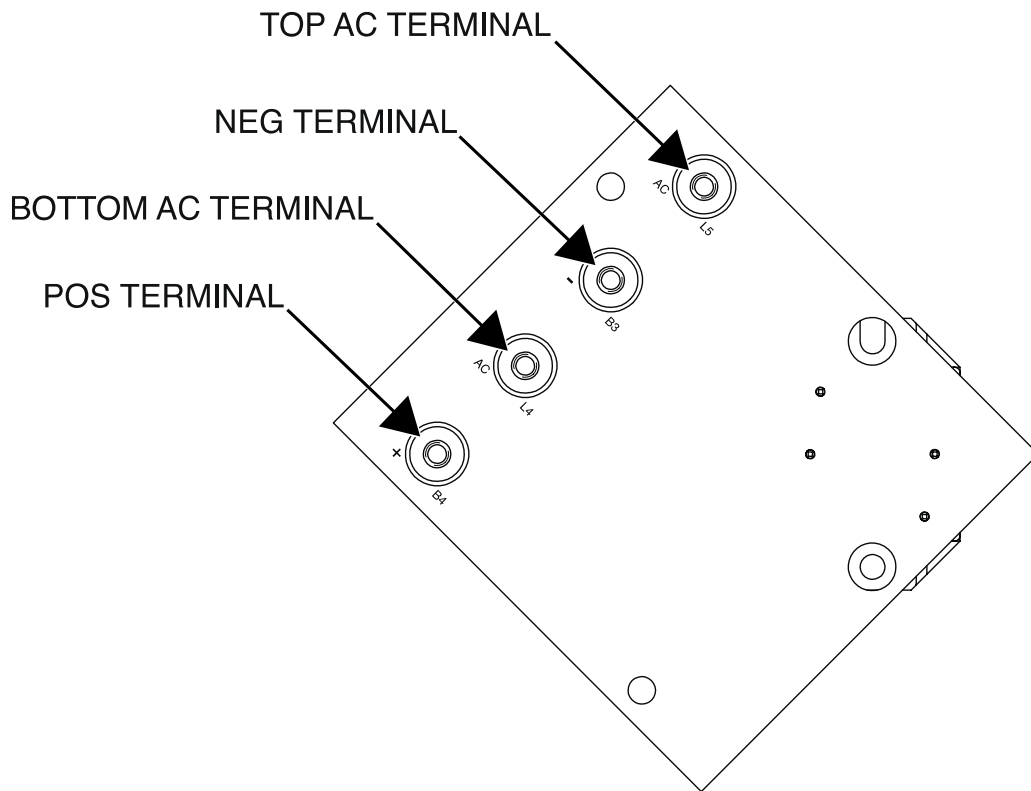 TOP AC TERMINAL
AC
L5
NEG TERMINAL
-
B3
BOTTOM AC TERMINAL
AC
L4
POS TERMINAL
+
B4